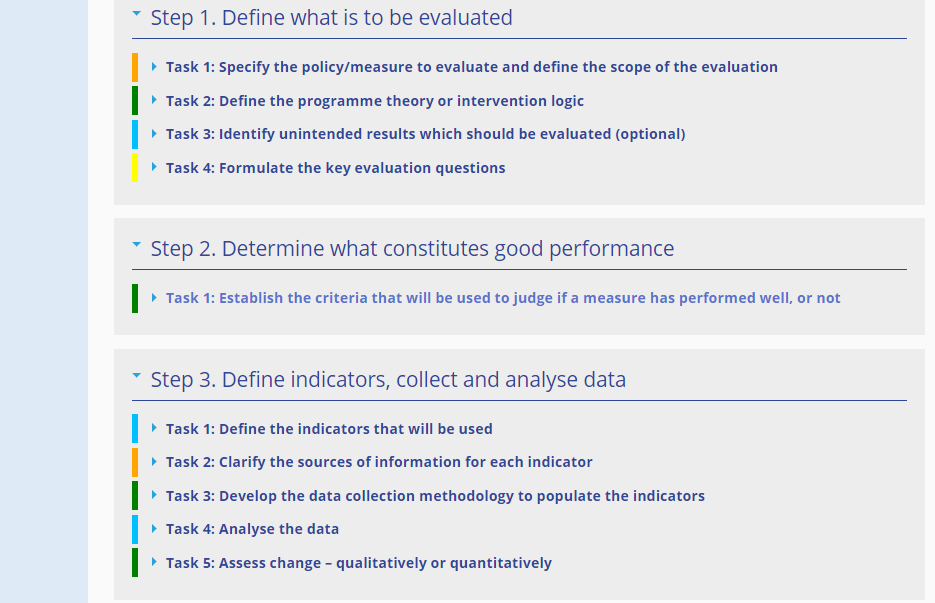 Step 1. Define what is to be evaluated
Task 1: Specify the policy/measure to evaluate and define the scope of the evaluation
Task 2: Define the programme theory or intervention logic
Task 3: Identify unintended results which should be evaluated (optional)
Task 4: Formulate the key evaluation questions
Step 2. Determine what constitutes good performance
Task 1: Establish the criteria that will be used to judge if a measure has performed well, or not
Step 3. Define indicators, collect and analyse data
Task 1: Define the indicators that will be used
Task 2: Clarify the sources of information for each indicator
Task 3: Develop the data collection methodology to populate the indicators
Task 4: Analyse the data
Task 5: Assess change – qualitatively or quantitatively